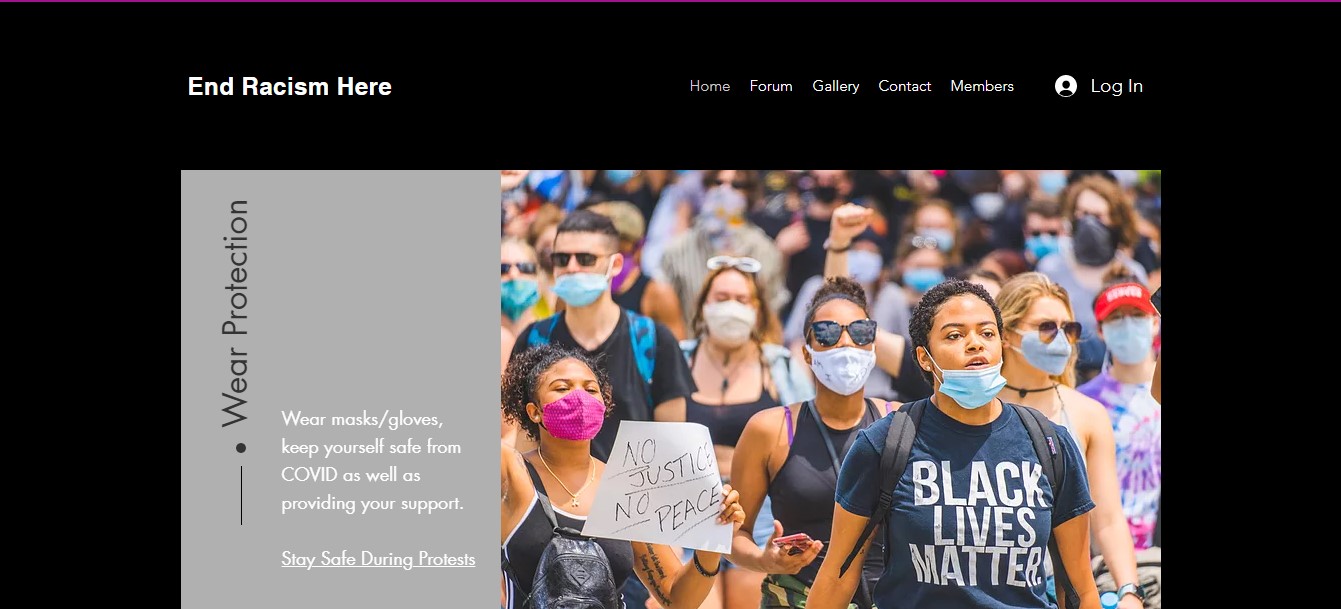 End Racism Here
Home Forum Gallery Contact Members Log In
Wear Protection
Wear masks/gloves,
keep yourself safe from
COVID as well as
providing your support.
Stay Safe During Protests
NO
JUSTICE
NO
PEACE
BLACK
LIVES
MATTER.